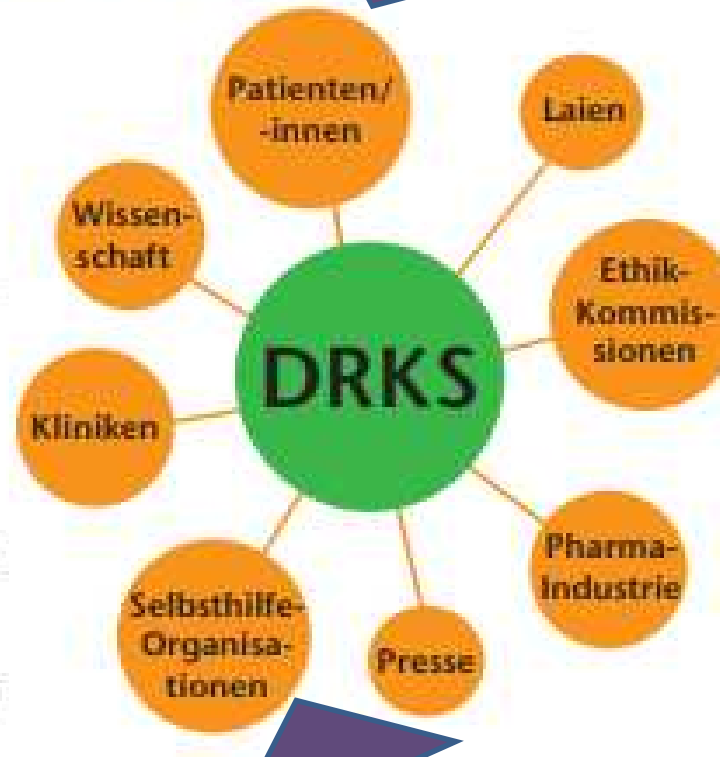 Patienten/
-innen
Laien
Wissen-
schaft
Ethik-
Kommis-
sionen
DRKS
Kliniken
Pharma-
Industrie
Selbsthilfe-
Organisa-
tionen
Presse